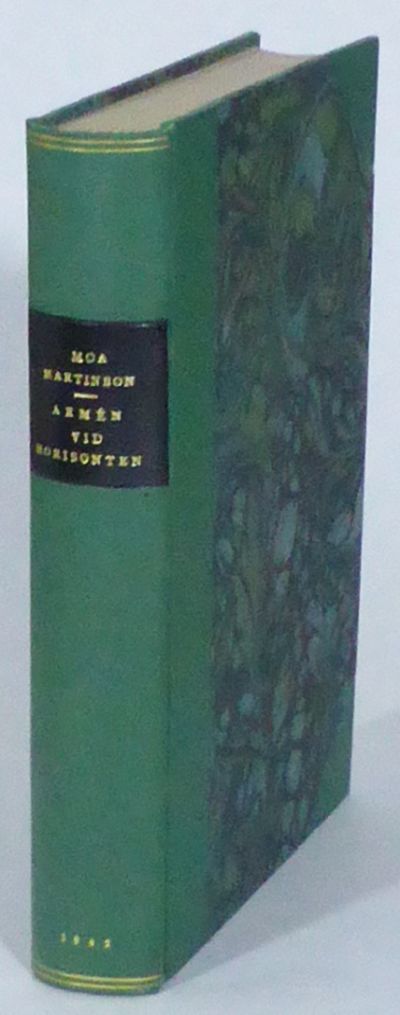 MOA
MARTINSON
ARMÉN
VID
HORISONTEN
1942